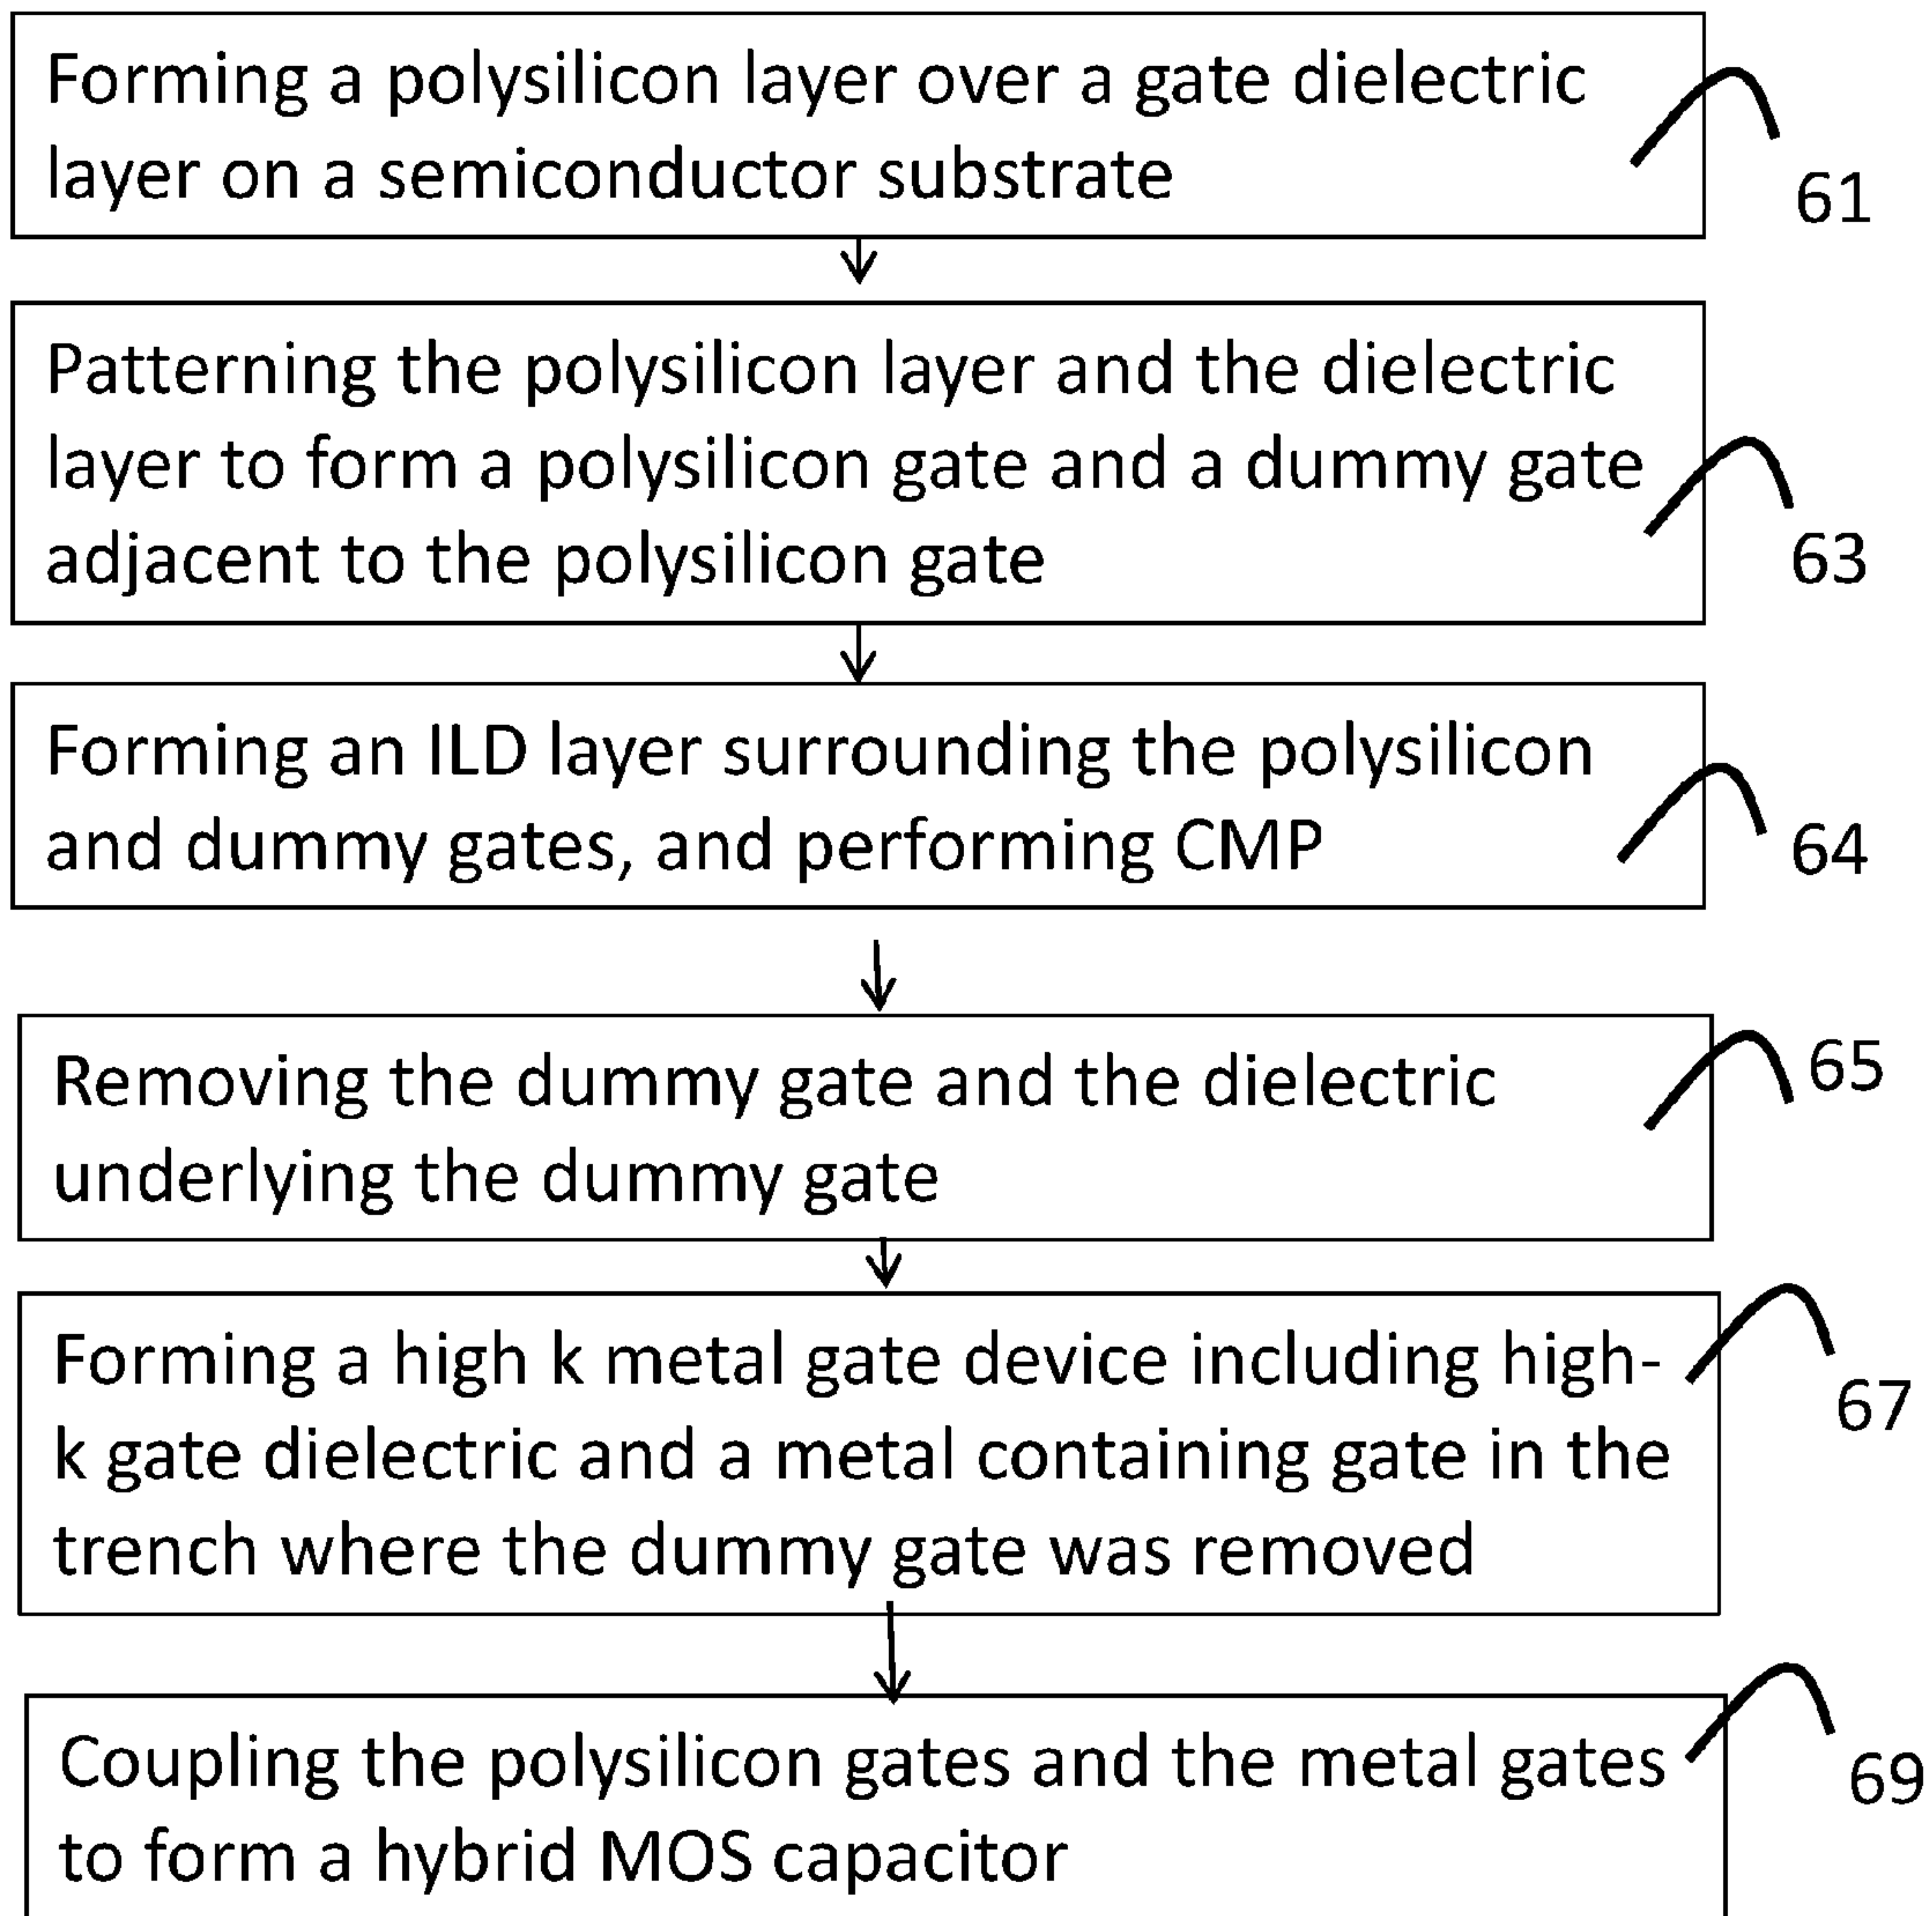 Forming a polysilicon layer over a gate dielectric
layer on a semiconductor substrate
61
Patterning the polysilicon layer and the dielectric
layer to form a polysilicon gate and a dummy gate
adjacent to the polysilicon gate
63
Forming an ILD layer surrounding the polysilicon
and dummy gates, and performing CMP
64
Removing the dummy gate and the dielectric
underlying the dummy gate
65
Forming a high k metal gate device including high-
k gate dielectric and a metal containing gate in the
trench where the dummy gate was removed
67
Coupling the polysilicon gates and the metal gates
to form a hybrid MOS capacitor
69